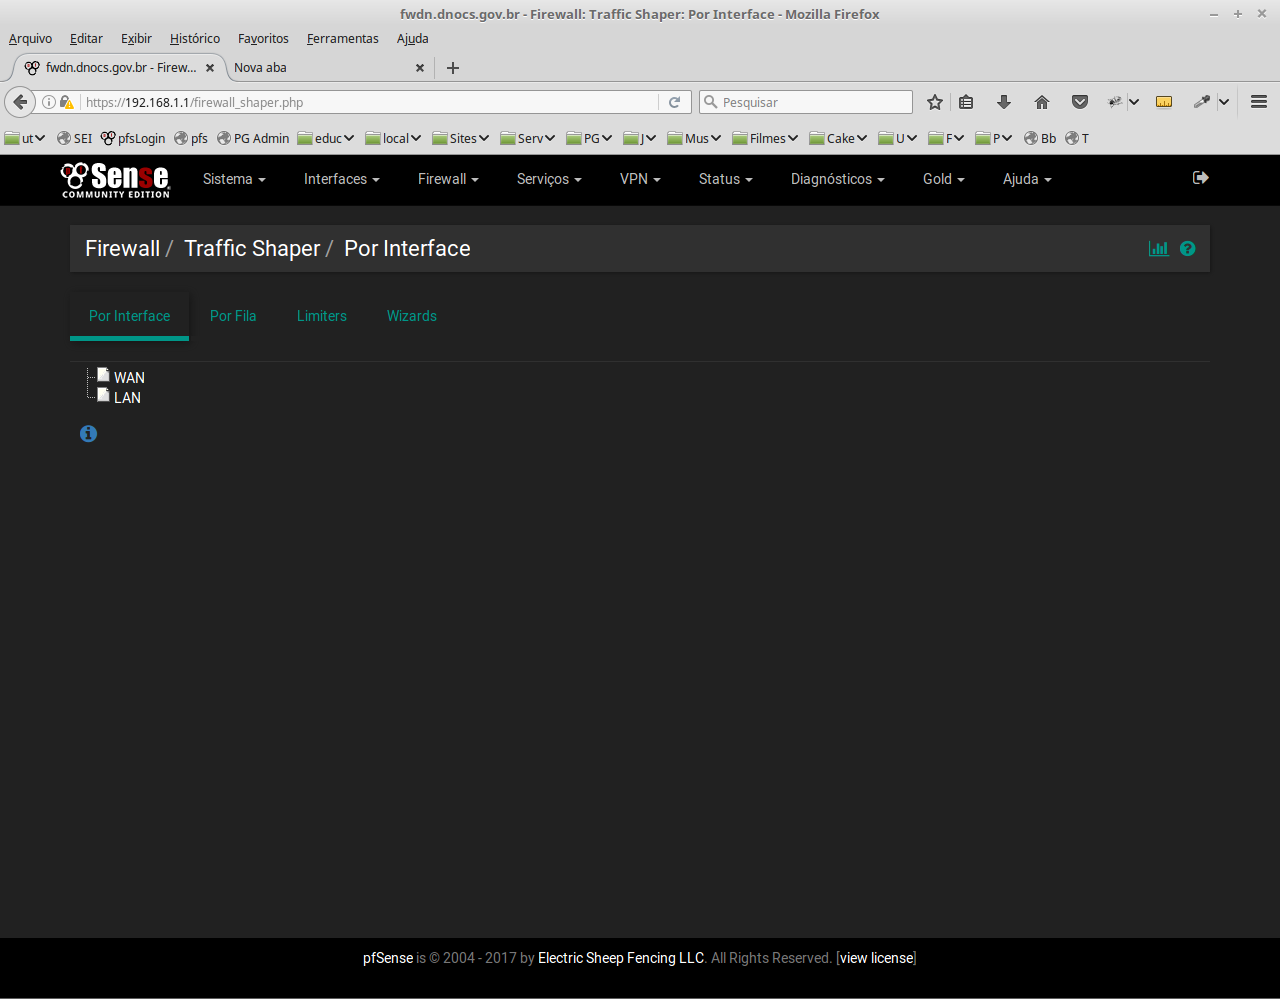 fwdn.dnocs.gov.br - Firewall: Traffic Shaper: Por Interface - Mozilla Firefox
Arquivo Editar Exibir Histórico Favoritos Ferramentas Ajuda
fwdn.dnocs.gov.br - Firew... Nova aba
https://192.168.1.1/firewall_shaper.php Pesquisar
ut SEI pfsLogin pfs PG Admin educ local Sites Serv PG J Mus Filmes Cake U F P Bb T
Sense
COMMUNITY EDITION
Sistema Interfaces Firewall Serviços VPN Status Diagnósticos Gold Ajuda
Firewall / Traffic Shaper / Por Interface
Por Interface Por Fila Limiters Wizards
WAN
LAN
pfSense is © 2004 - 2017 by Electric Sheep Fencing LLC. All Rights Reserved. [view license]